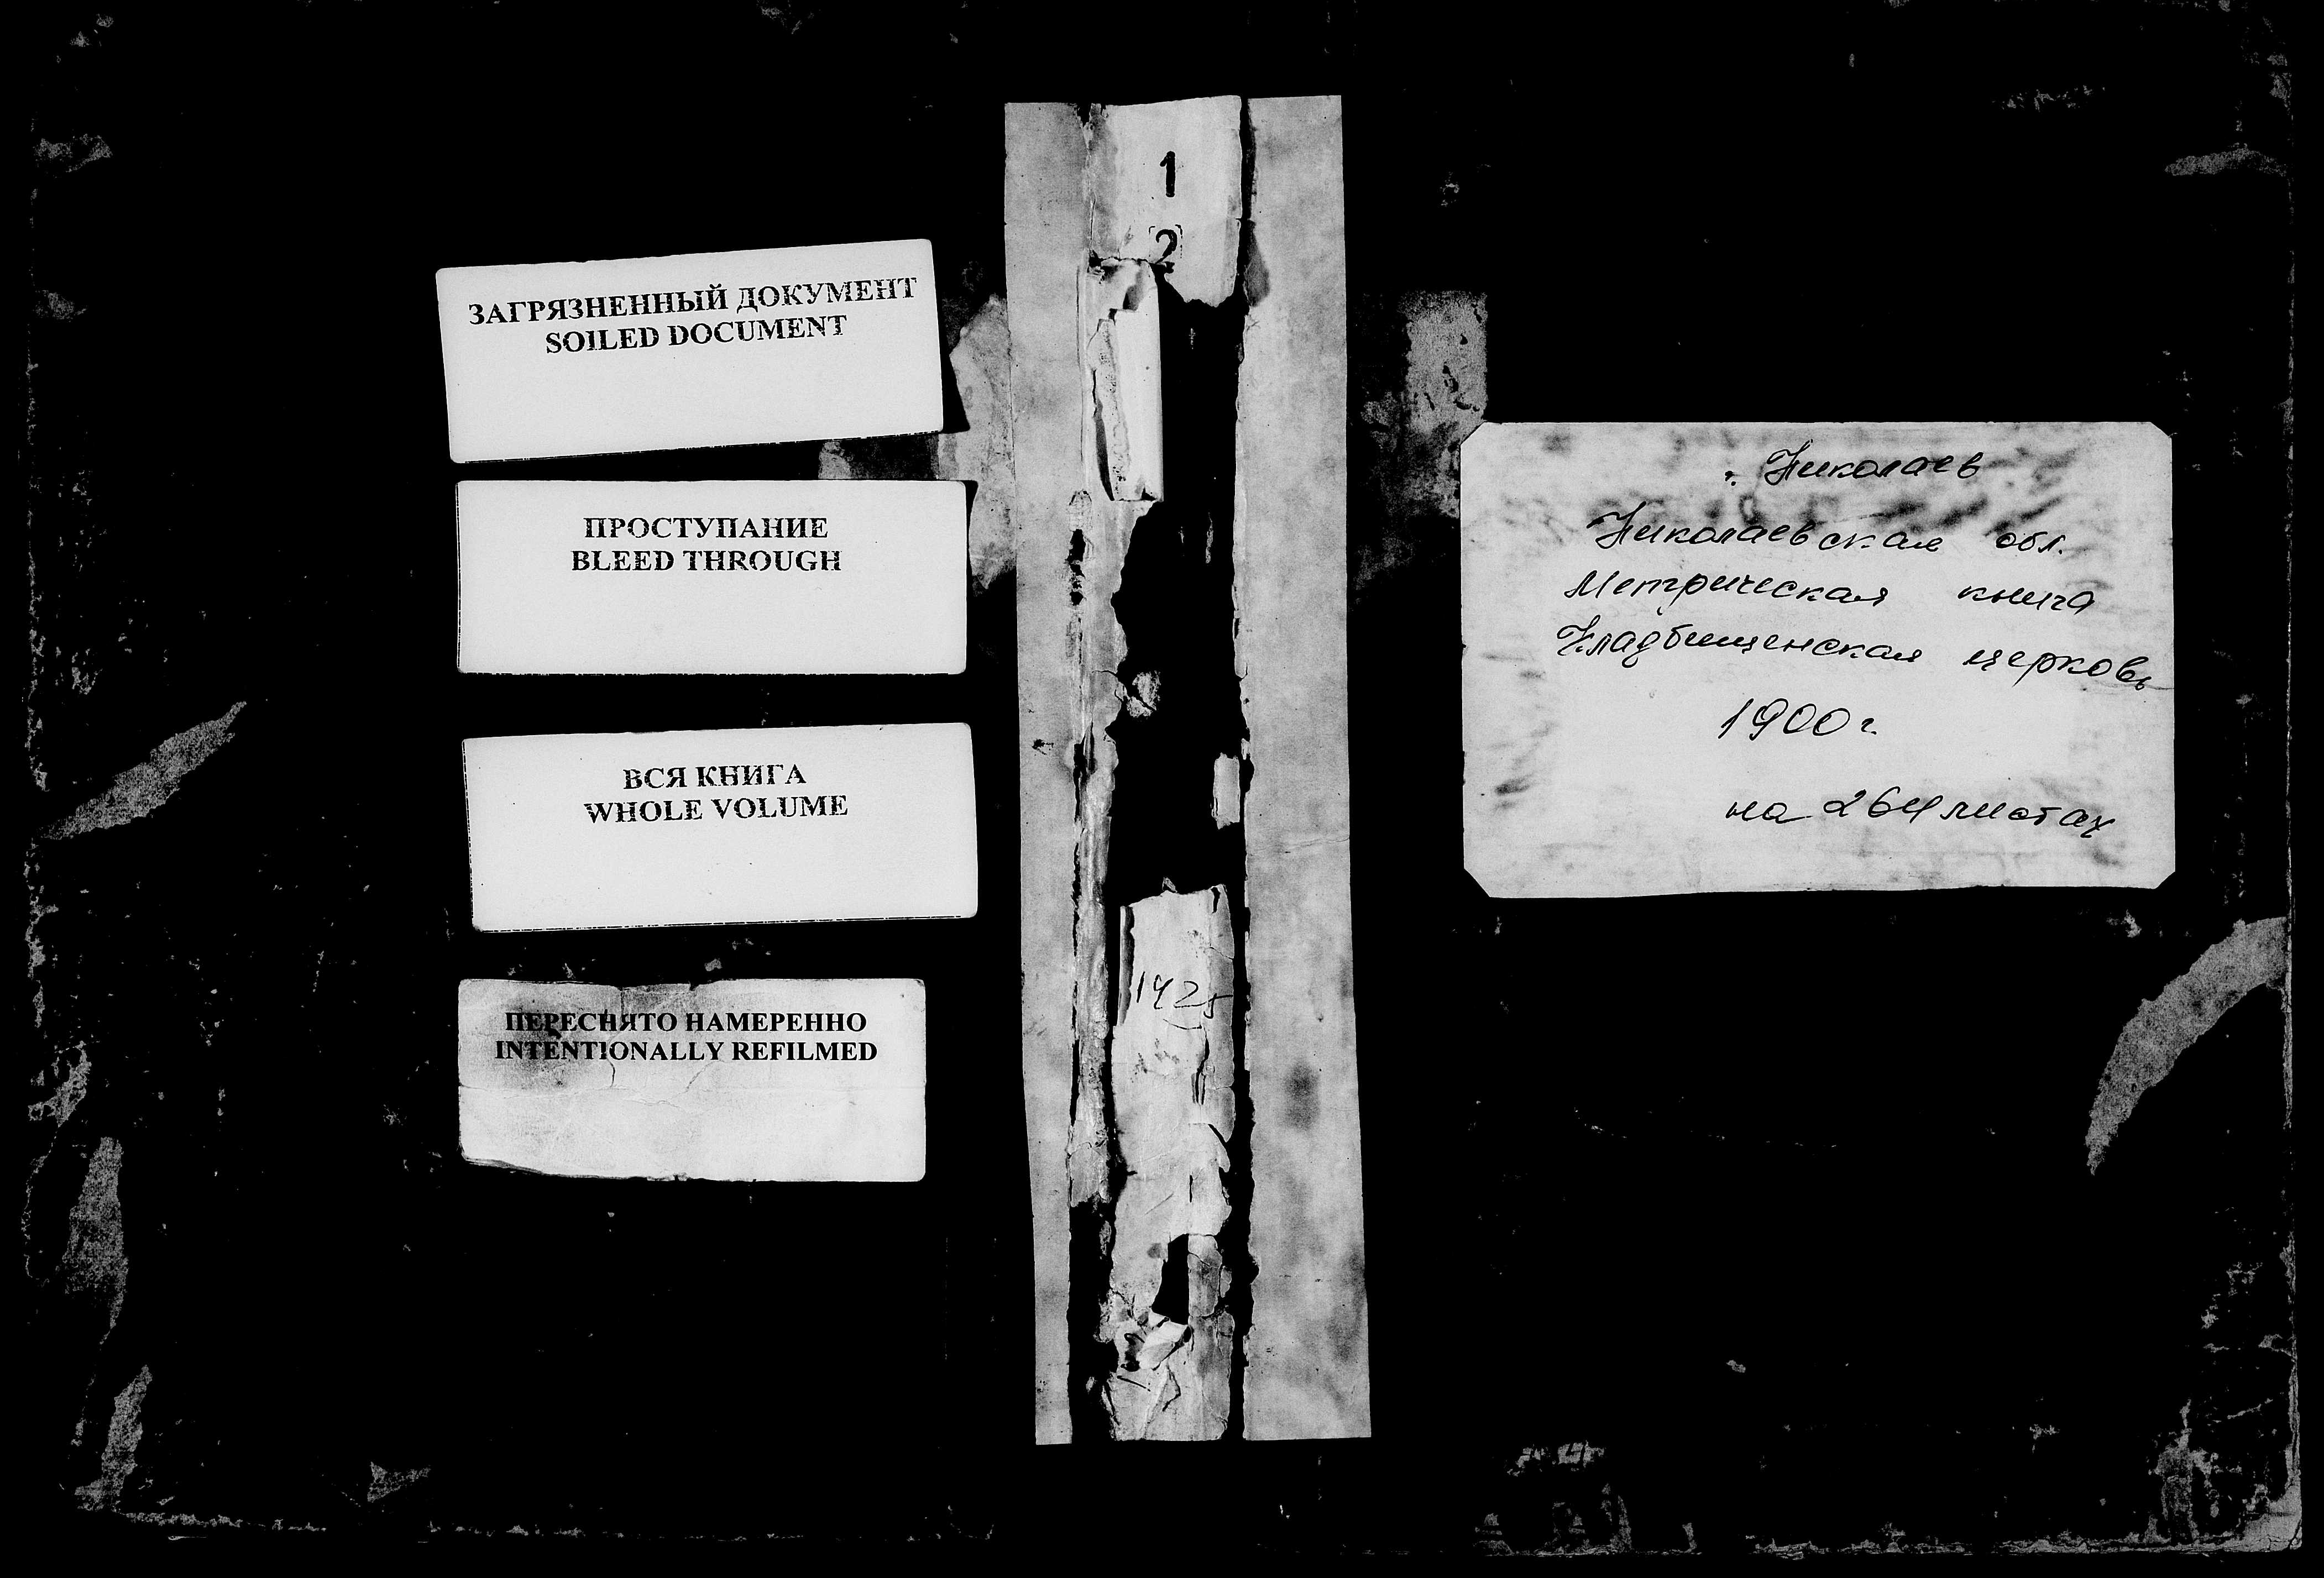 ЗАГРЯЗНЕННЫЙ ДОКУМЕНТ
SOILED DOCUMENT
ПРОСТУПАНИЕ
BLEED THROUGH
ВСЯ КНИГА
WHOLE VOLUME
ПЕРЕСНЯТО НАМЕРЕННО
INTENTIONALLY REFILMED
1
2
г. Николаев
Николаевская обл.
Метрическая книга
Кладбищенская церковь
1900 г.
на 264 листах